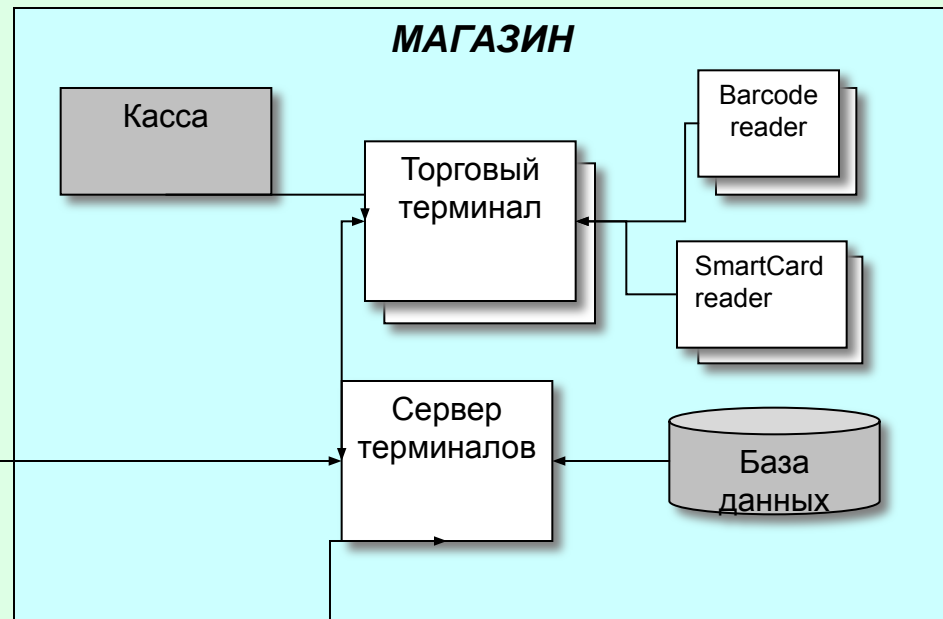 МАГАЗИН
Касса
Barcode
reader
Торговый
терминал
SmartCard
reader
Сервер
терминалов
База
данных